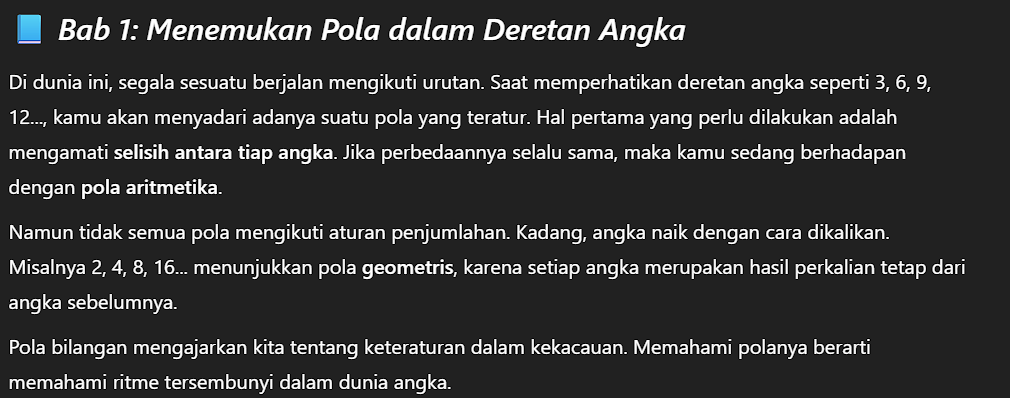 📘 Bab 1: Menemukan Pola dalam Deretan Angka
Di dunia ini, segala sesuatu berjalan mengikuti urutan. Saat memperhatikan deretan angka seperti 3, 6, 9,
12..., kamu akan menyadari adanya suatu pola yang teratur. Hal pertama yang perlu dilakukan adalah
mengamati selisih antara tiap angka. Jika perbedaannya selalu sama, maka kamu sedang berhadapan
dengan pola aritmetika.
Namun tidak semua pola mengikuti aturan penjumlahan. Kadang, angka naik dengan cara dikalikan.
Misalnya 2, 4, 8, 16... menunjukkan pola geometris, karena setiap angka merupakan hasil perkalian tetap dari
angka sebelumnya.
Pola bilangan mengajarkan kita tentang keteraturan dalam kekacauan. Memahami polanya berarti
memahami ritme tersembunyi dalam dunia angka.